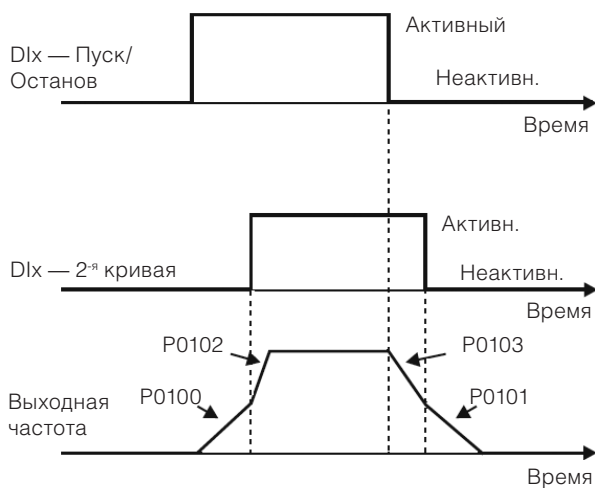 DIx — Пуск/
Останов
Активный
Неактивн.
Время
DIx — 2-я кривая
Активн.
Неактивн.
Время
P0102
P0103
P0100
P0101
Выходная
частота
Время